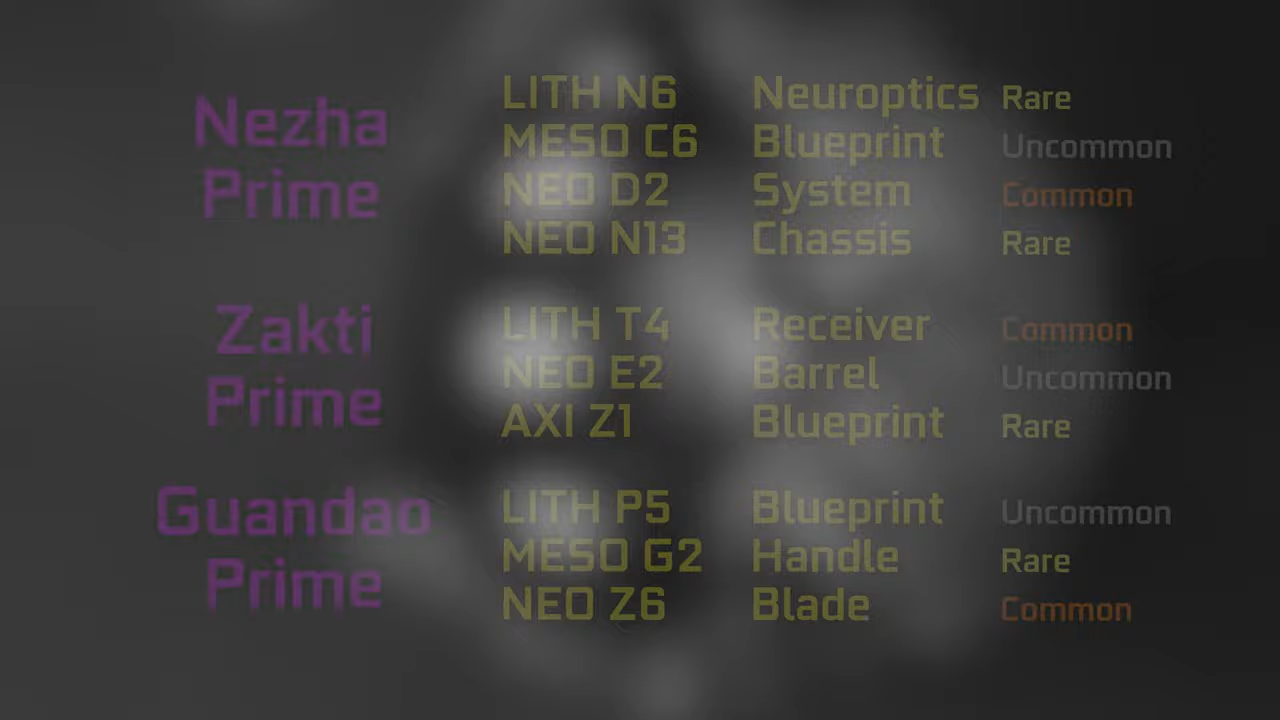 Nezha
Prime
LITH N6 Neuroptics Rare
MESO C6 Blueprint Uncommon
NEO D2 System Common
NEO N13 Chassis Rare
Zakti
Prime
LITH T4 Receiver Common
NEO E2 Barrel Uncommon
AXI Z1 Blueprint Rare
Guandao
Prime
LITH P5 Blueprint Uncommon
MESO G2 Handle Rare
NEO Z6 Blade Common